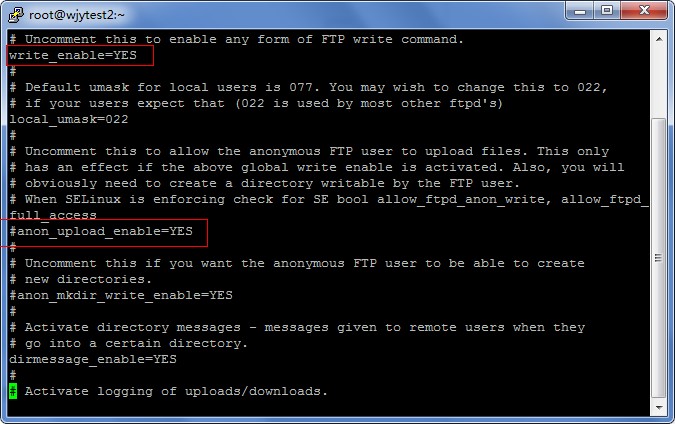 root@wjytest2:~
# Uncomment this to enable any form of FTP write command.
write_enable=YES
#
# Default umask for local users is 077. You may wish to change this to 022,
# if your users expect that (022 is used by most other ftpd's)
local_umask=022
#
# Uncomment this to allow the anonymous FTP user to upload files. This only
# has an effect if the above global write enable is activated. Also, you will
# obviously need to create a directory writable by the FTP user.
# When SELinux is enforcing check for SE bool allow_ftpd_anon_write, allow_ftpd_
full_access
#anon_upload_enable=YES
#
# Uncomment this if you want the anonymous FTP user to be able to create
# new directories.
#anon_mkdir_write_enable=YES
#
# Activate directory messages - messages given to remote users when they
# go into a certain directory.
dirmessage_enable=YES
#
# Activate logging of uploads/downloads.